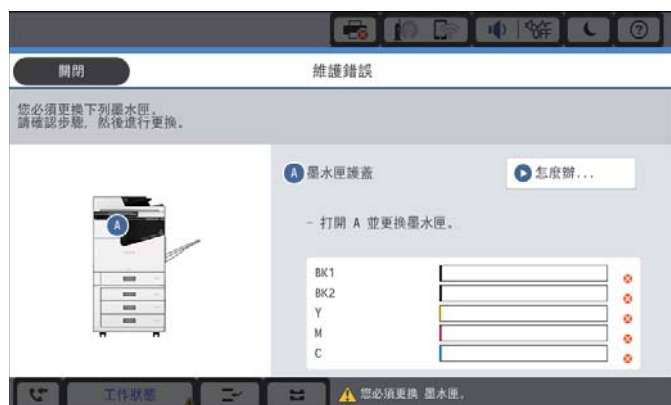 OFF
關閉
維護錯誤
您必須更換下列墨水匣.
請確認步驟, 然後進行更換.
A 墨水匣護蓋
怎麼辦...
A
- 打開 A 並更換墨水匣.
BK1
BK2
Y
M
C
工作狀態
您必須更換 墨水匣.